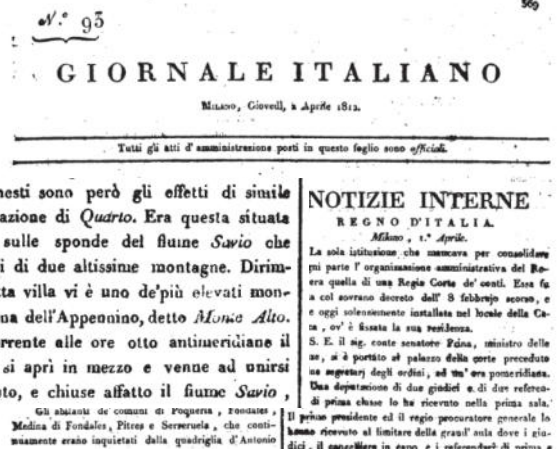 569
N.° 93
GIORNALE ITALIANO
MILANO, Giovedì, 2 Aprile 1812.
Tutti gli atti d'amministrazione posti in questo foglio sono officiali.
sono però gli effetti di simile
azione di Quarto. Era questa situata
sulle sponde del fiume Savio che
i di due altissime montagne. Dirim-
ta villa vi è uno de'più elevati mon-
na dell'Appennino, detto Monte Alto.
rrente alle ore otto antimeridiane il
si aprì in mezzo e venne ad unirsi
to, e chiuse affatto il fiume Savio,
Gli abitanti de' comuni di Poqueria, Fondales,
Medina di Fondales, Pitres e Serreruela, che conti-
nuamente erano inquietati dalla quadriglia d'Antonio
NOTIZIE INTERNE
REGNO D'ITALIA.
Milano, 1.° Aprile.
La sola istituzione che mancava per consolidare
ni parte l'organizzazione amministrativa del Re-
era quella di una Regia Corte de' conti. Essa fu
a col sovrano decreto dell' 8 febbrajo scorso, e
e oggi solennemente installata nel locale della Ca-
, ov' è fissata la sua residenza.
S. E. il sig. conte senatore Prina, ministro delle
ze, si è portato al palazzo della corte preceduto
ne segretarj degli ordini, ad un' ora pomeridiana.
Una deputazione di due giudici e di due referen-
di prima classe lo ha ricevuto nella prima sala.
Il primo presidente ed il regio procuratore generale lo
hanno ricevuto al limitare della grand' aula dove i giu-
dici, il cancelliere in capo, e i referendarj di prima e